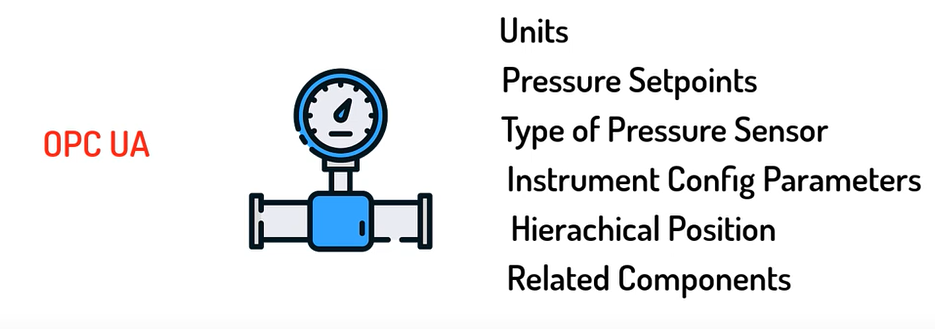 OPC UA
Units
Pressure Setpoints
Type of Pressure Sensor
Instrument Config Parameters
Hierachical Position
Related Components